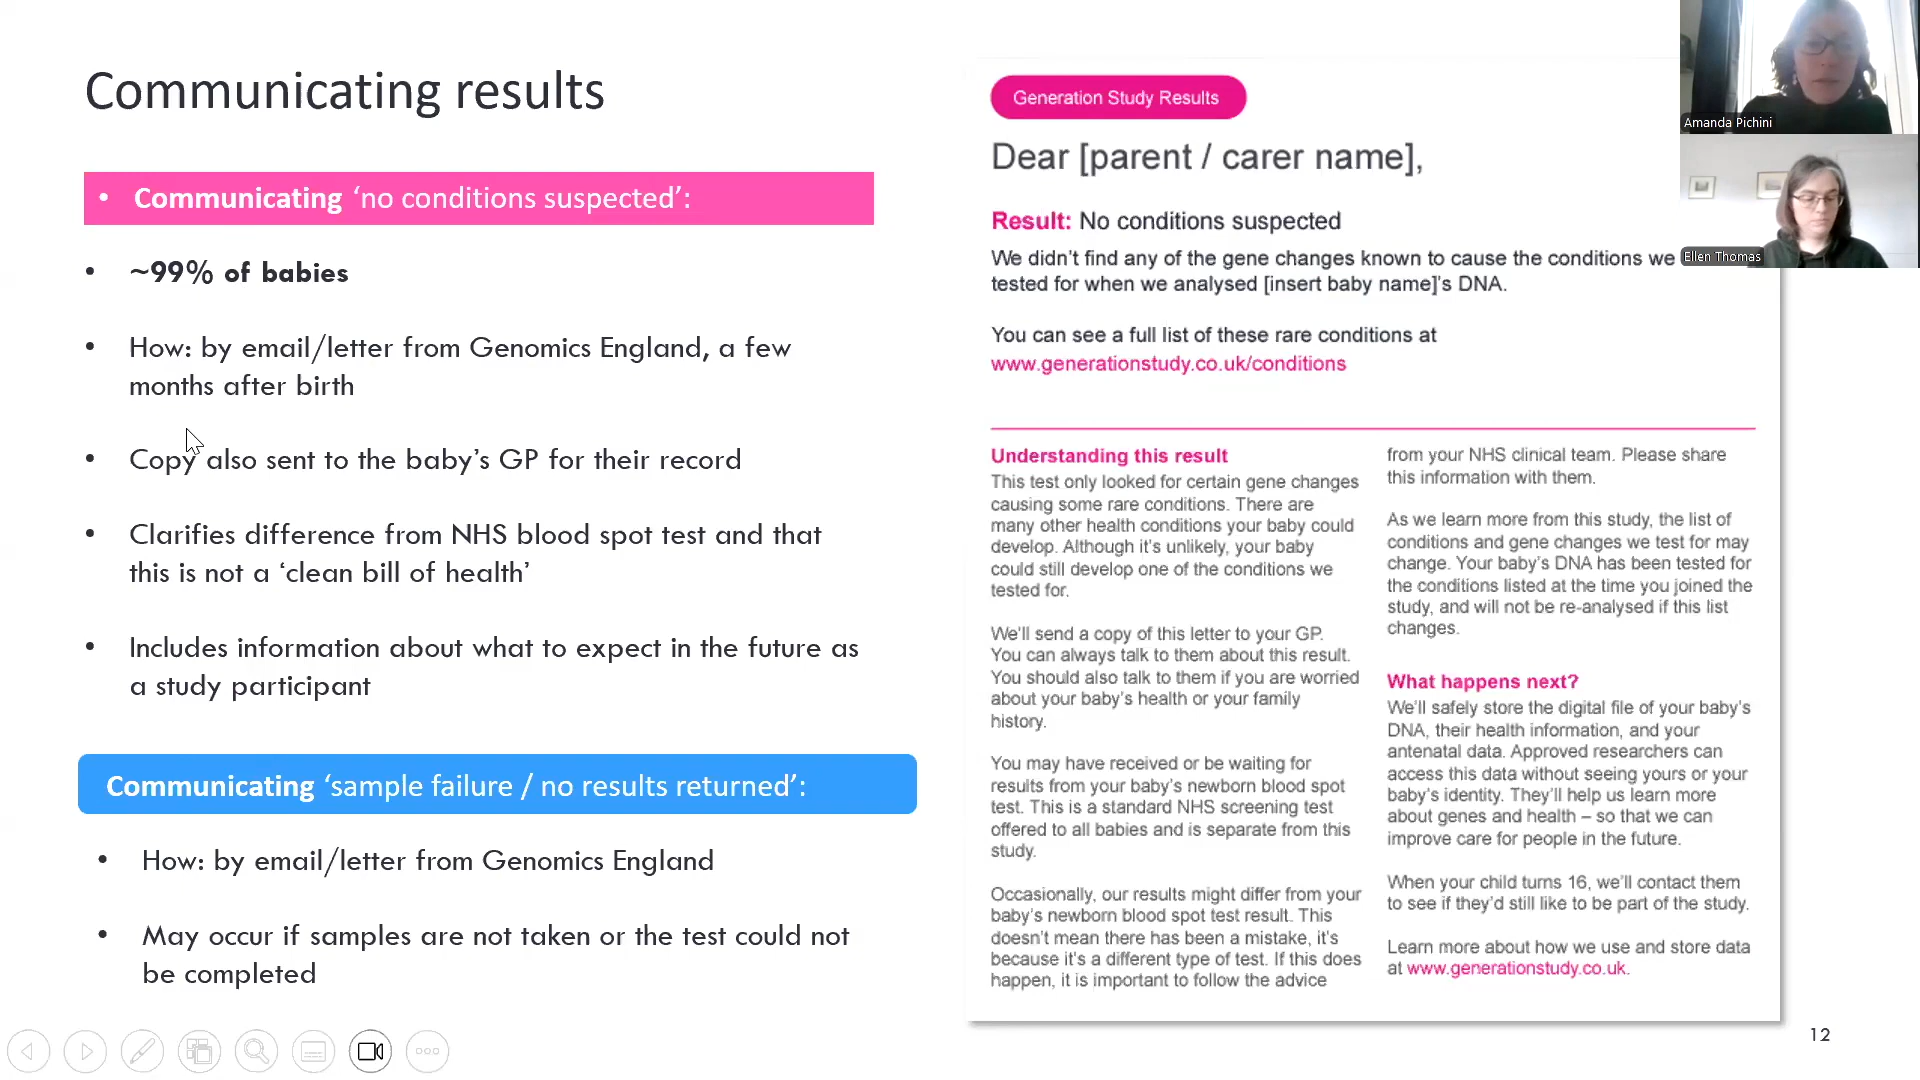 Communicating results
• Communicating ‘no conditions suspected’:
• ~99% of babies
• How: by email/letter from Genomics England, a few
months after birth
• Copy also sent to the baby’s GP for their record
• Clarifies difference from NHS blood spot test and that
this is not a ‘clean bill of health’
• Includes information about what to expect in the future as
a study participant
Communicating ‘sample failure / no results returned’:
• How: by email/letter from Genomics England
• May occur if samples are not taken or the test could not
be completed
Generation Study Results
Dear [parent / carer name],
Result: No conditions suspected
We didn’t find any of the gene changes known to cause the conditions we
tested for when we analysed [insert baby name]’s DNA.
You can see a full list of these rare conditions at
www.generationstudy.co.uk/conditions
Understanding this result
This test only looked for certain gene changes
causing some rare conditions. There are
many other health conditions your baby could
develop. Although it’s unlikely, your baby
could still develop one of the conditions we
tested for.
We’ll send a copy of this letter to your GP.
You can always talk to them about this result.
You should also talk to them if you are worried
about your baby’s health or your family
history.
You may have received or be waiting for
results from your baby’s newborn blood spot
test. This is a standard NHS screening test
offered to all babies and is separate from this
study.
Occasionally, our results might differ from your
baby’s newborn blood spot test result. This
doesn’t mean there has been a mistake, it’s
because it’s a different type of test. If this does
happen, it is important to follow the advice
from your NHS clinical team. Please share
this information with them.
As we learn more from this study, the list of
conditions and gene changes we test for may
change. Your baby’s DNA has been tested for
the conditions listed at the time you joined the
study, and will not be re-analysed if this list
changes.
What happens next?
We’ll safely store the digital file of your baby’s
DNA, their health information, and your
antenatal data. Approved researchers can
access this data without seeing yours or your
baby’s identity. They’ll help us learn more
about genes and health – so that we can
improve care for people in the future.
When your child turns 16, we’ll contact them
to see if they’d still like to be part of the study.
Learn more about how we use and store data
at www.generationstudy.co.uk.
Amanda Pichini
Ellen Thomas
12